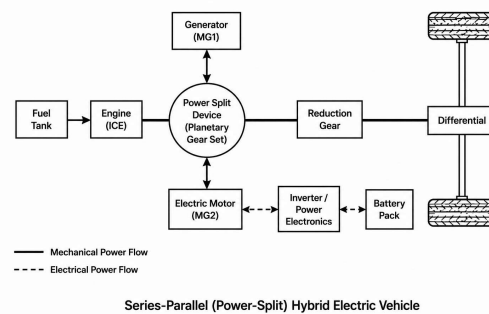 Generator
(MG1)
Fuel
Tank
Engine
(ICE)
Power Split
Device
(Planetary
Gear Set)
Reduction
Gear
Differential
Electric Motor
(MG2)
Inverter /
Power
Electronics
Battery
Pack
Mechanical Power Flow
Electrical Power Flow
Series-Parallel (Power-Split) Hybrid Electric Vehicle